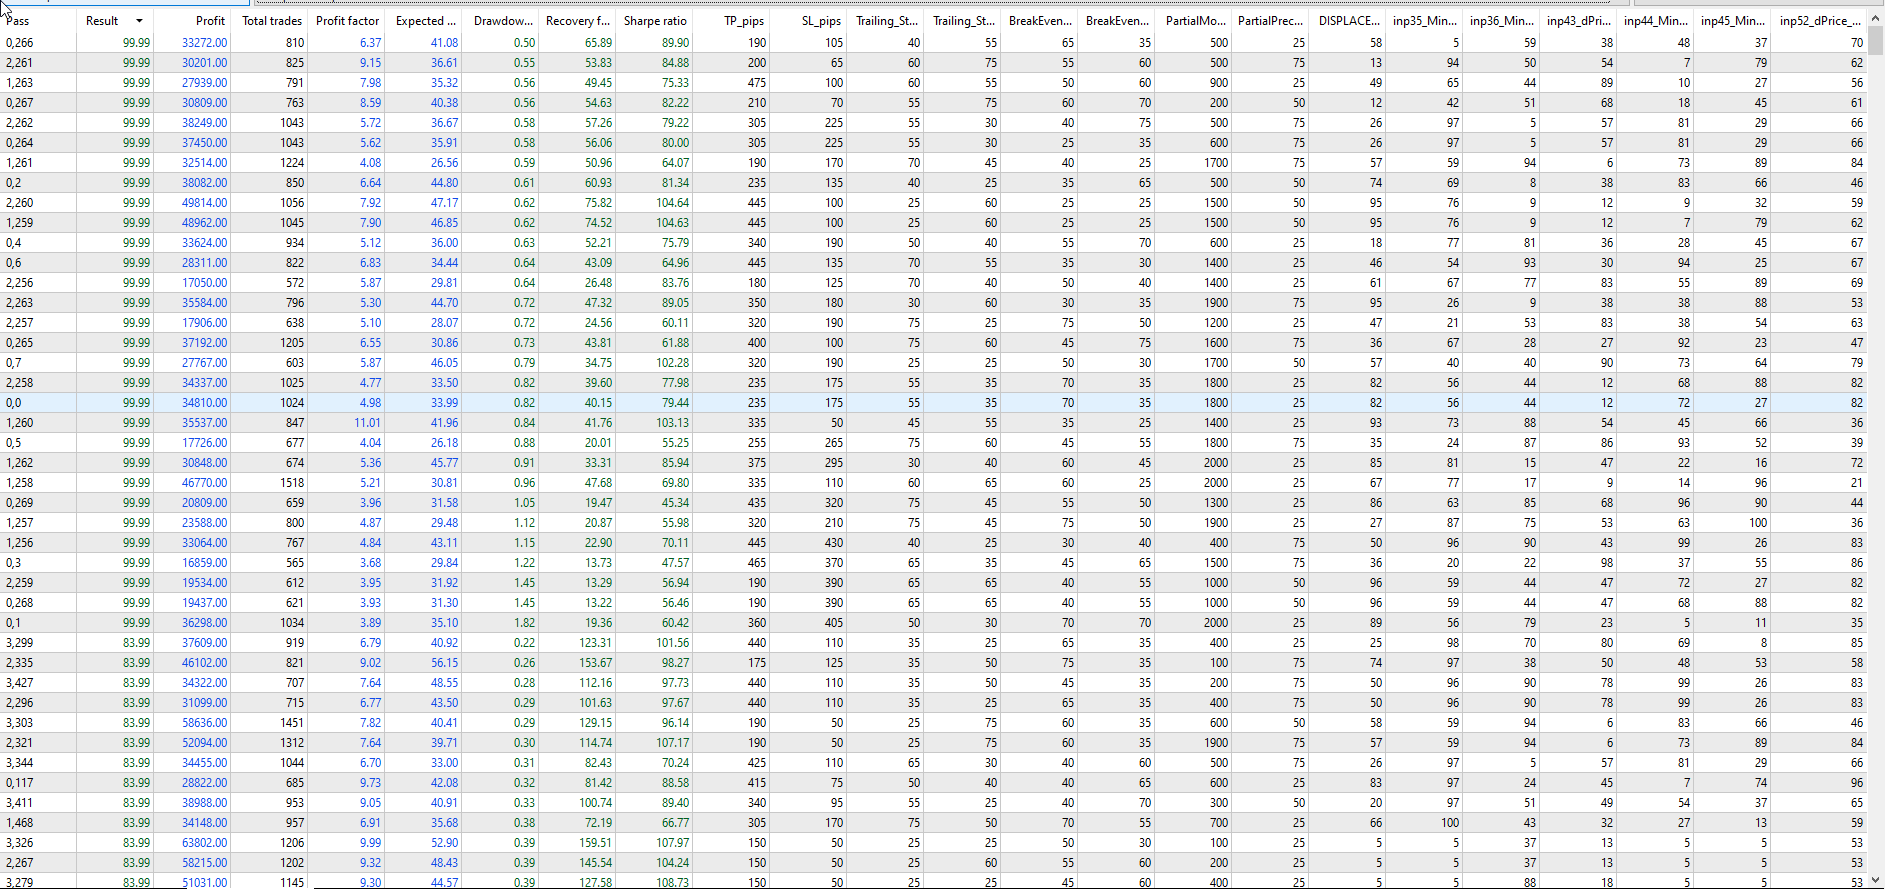 Pass Result Profit Total trades Profit factor Expected ... Drawdow... Recovery f... Sharpe ratio TP_pips SL_pips Trailing_St... Trailing_St... BreakEven... BreakEven... PartialMo... PartialPrec... DISPLACE... inp35_Min... inp36_Min... inp43_dPri... inp44_Min... inp45_Min... inp52_dPrice_...
0,266 99.99 33272.00 810 6.37 41.08 0.50 65.89 89.90 190 105 40 55 65 35 500 25 58 5 59 38 48 37 70
2,261 99.99 30201.00 825 9.15 36.61 0.55 53.83 84.88 200 65 60 75 55 60 500 75 13 94 50 54 7 79 62
1,263 99.99 27939.00 791 7.98 35.32 0.56 49.45 75.33 475 100 60 55 50 60 900 25 49 65 44 89 10 27 56
0,267 99.99 30809.00 763 8.59 40.38 0.56 54.63 82.22 210 70 55 75 60 70 200 50 12 42 51 68 18 45 61
2,262 99.99 38249.00 1043 5.72 36.67 0.58 57.26 79.22 305 225 55 30 40 75 500 75 26 97 5 57 81 29 66
0,264 99.99 37450.00 1043 5.62 35.91 0.58 56.06 80.00 305 225 55 30 25 35 600 75 26 97 5 57 81 29 66
1,261 99.99 32514.00 1224 4.08 26.56 0.59 50.96 64.07 190 170 70 45 40 25 1700 75 57 59 94 6 73 89 84
0,2 99.99 38082.00 850 6.64 44.80 0.61 60.93 81.34 235 135 40 25 35 65 500 50 74 69 8 38 83 66 46
2,260 99.99 49814.00 1056 7.92 47.17 0.62 75.82 104.64 445 100 25 60 25 25 1500 50 95 76 9 12 9 32 59
1,259 99.99 48962.00 1045 7.90 46.85 0.62 74.52 104.63 445 100 25 60 25 25 1500 50 95 76 9 12 7 79 62
0,4 99.99 33624.00 934 5.12 36.00 0.63 52.21 75.79 340 190 50 40 55 70 600 25 18 77 81 36 28 45 67
0,6 99.99 28311.00 822 6.83 34.44 0.64 43.09 64.96 445 135 70 55 35 30 1400 25 46 54 93 30 94 25 67
2,256 99.99 17050.00 572 5.87 29.81 0.64 26.48 83.76 180 125 70 40 50 40 1400 25 61 67 77 83 55 89 69
2,263 99.99 35584.00 796 5.30 44.70 0.72 47.32 89.05 350 180 30 60 30 35 1900 75 95 26 9 38 38 88 53
2,257 99.99 17906.00 638 5.10 28.07 0.72 24.56 60.11 320 190 75 25 75 50 1200 25 47 21 53 83 38 54 63
0,265 99.99 37192.00 1205 6.55 30.86 0.73 43.81 61.88 400 100 75 60 45 75 1600 75 36 67 28 27 92 23 47
0,7 99.99 27767.00 603 5.87 46.05 0.79 34.75 102.28 320 190 25 25 50 30 1700 50 57 40 40 90 73 64 79
2,258 99.99 34337.00 1025 4.77 33.50 0.82 39.60 77.98 235 175 55 35 70 35 1800 25 82 56 44 12 68 88 82
0,0 99.99 34810.00 1024 4.98 33.99 0.82 40.15 79.44 235 175 55 35 70 35 1800 25 82 56 44 12 72 27 82
1,260 99.99 35537.00 847 11.01 41.96 0.84 41.76 103.13 335 50 45 55 35 25 1400 25 93 73 88 54 45 66 36
0,5 99.99 17726.00 677 4.04 26.18 0.88 20.01 55.25 255 265 75 60 45 55 1800 75 35 24 87 86 93 52 39
1,262 99.99 30848.00 674 5.36 45.77 0.91 33.31 85.94 375 295 30 40 60 45 2000 25 85 81 15 47 22 16 72
1,258 99.99 46770.00 1518 5.21 30.81 0.96 47.68 69.80 335 110 60 65 60 25 2000 25 67 77 17 9 14 96 21
0,269 99.99 20809.00 659 3.96 31.58 1.05 19.47 45.34 435 320 75 45 55 50 1300 25 86 63 85 68 96 90 44
1,257 99.99 23588.00 800 4.87 29.48 1.12 20.87 55.98 320 210 75 45 75 50 1900 25 27 87 75 53 63 100 36
1,256 99.99 33064.00 767 4.84 43.11 1.15 22.90 70.11 445 430 40 25 30 40 400 75 50 96 90 43 99 26 83
0,3 99.99 16859.00 565 3.68 29.84 1.22 13.73 47.57 465 370 65 35 45 65 1500 75 36 20 22 98 37 55 86
2,259 99.99 19534.00 612 3.95 31.92 1.45 13.29 56.94 190 390 65 65 40 55 1000 50 96 59 44 47 72 27 82
0,268 99.99 19437.00 621 3.93 31.30 1.45 13.22 56.46 190 390 65 65 40 55 1000 50 96 59 44 47 68 88 82
0,1 99.99 36298.00 1034 3.89 35.10 1.82 19.36 60.42 360 405 50 30 70 70 2000 25 89 56 79 23 5 11 35
3,299 83.99 37609.00 919 6.79 40.92 0.22 123.31 101.56 440 110 35 25 65 35 400 25 25 98 70 80 69 8 85
2,335 83.99 46102.00 821 9.02 56.15 0.26 153.67 98.27 175 125 35 50 75 35 100 75 74 97 38 50 48 53 58
3,427 83.99 34322.00 707 7.64 48.55 0.28 112.16 97.73 440 110 35 50 45 35 200 75 50 96 90 78 99 26 83
2,296 83.99 31099.00 715 6.77 43.50 0.29 101.63 97.67 440 110 35 25 65 35 400 75 50 96 90 78 99 26 83
3,303 83.99 58636.00 1451 7.82 40.41 0.29 129.15 96.14 190 50 25 75 60 35 600 50 58 59 94 6 83 66 46
2,321 83.99 52094.00 1312 7.64 39.71 0.30 114.74 107.17 190 50 25 75 60 35 1900 75 57 59 94 6 73 89 84
3,344 83.99 34455.00 1044 6.70 33.00 0.31 82.43 70.24 425 110 65 30 40 60 500 75 26 97 5 57 81 29 66
0,117 83.99 28822.00 685 9.73 42.08 0.32 81.42 88.58 415 75 50 40 40 65 600 25 83 97 24 45 7 74 96
3,411 83.99 38988.00 953 9.05 40.91 0.33 100.74 89.40 340 95 55 25 40 70 300 50 20 97 51 49 54 37 65
1,468 83.99 34148.00 957 6.91 35.68 0.38 72.19 66.77 305 170 75 50 70 55 700 25 66 100 43 32 27 13 59
3,326 83.99 63802.00 1206 9.99 52.90 0.39 159.51 107.97 150 50 25 25 50 30 100 25 5 5 37 13 5 5 53
2,267 83.99 58215.00 1202 9.32 48.43 0.39 145.54 104.24 150 50 25 60 55 60 200 25 5 5 37 13 5 5 53
3,279 83.99 51031.00 1145 9.30 44.57 0.39 127.58 108.73 150 50 25 25 45 60 400 25 5 5 88 18 5 5 53